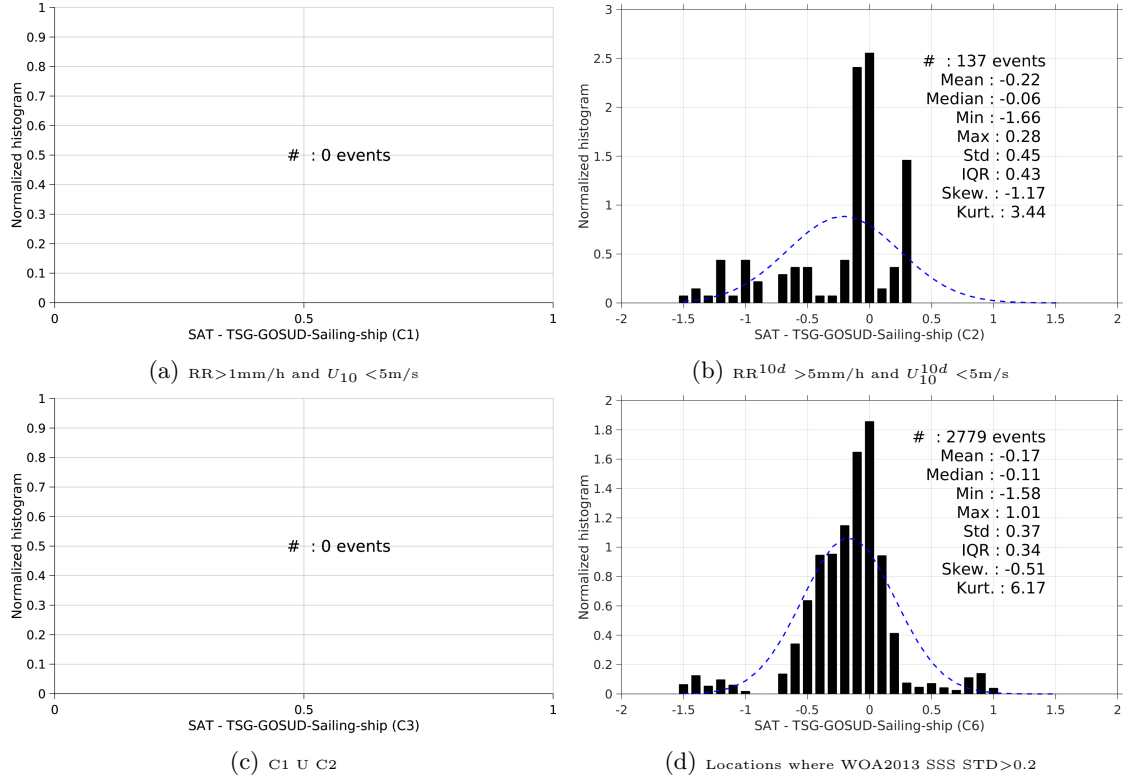 Normalized histogram
1
0.9
0.8
0.7
0.6
0.5
0.4
0.3
0.2
0.1
0
# : 0 events
0 0.5 1
SAT - TSG-GOSUD-Sailing-ship (C1)
(a) RR>1mm/h and U10 <5m/s
Normalized histogram
3
2.5
2
1.5
1
0.5
0
# : 137 events
Mean : -0.22
Median : -0.06
Min : -1.66
Max : 0.28
Std : 0.45
IQR : 0.43
Skew. : -1.17
Kurt. : 3.44
-2 -1.5 -1 -0.5 0 0.5 1 1.5 2
SAT - TSG-GOSUD-Sailing-ship (C2)
(b) RR10d >5mm/h and U10d10 <5m/s
Normalized histogram
1
0.9
0.8
0.7
0.6
0.5
0.4
0.3
0.2
0.1
0
# : 0 events
0 0.5 1
SAT - TSG-GOSUD-Sailing-ship (C3)
(c) C1 U C2
Normalized histogram
2
1.8
1.6
1.4
1.2
1
0.8
0.6
0.4
0.2
0
# : 2779 events
Mean : -0.17
Median : -0.11
Min : -1.58
Max : 1.01
Std : 0.37
IQR : 0.34
Skew. : -0.51
Kurt. : 6.17
-2 -1.5 -1 -0.5 0 0.5 1 1.5 2
SAT - TSG-GOSUD-Sailing-ship (C6)
(d) Locations where WOA2013 SSS STD>0.2